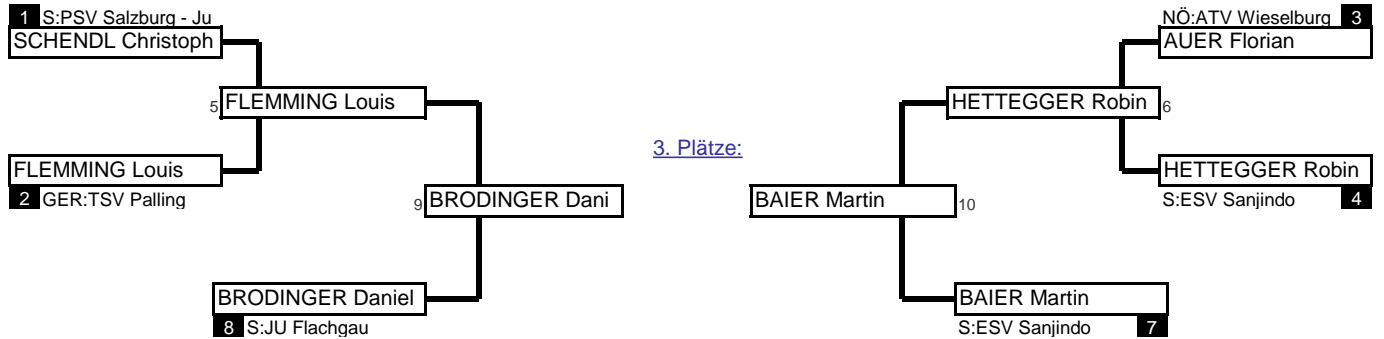 1 S:PSV Salzburg - Ju
SCHENDL Christoph
NÖ:ATV Wieselburg 3
AUER Florian
5 FLEMMING Louis
HETTEGGER Robin 6
3. Plätze:
FLEMMING Louis
2 GER:TSV Palling
HETTEGGER Robin
S:ESV Sanjindo 4
9 BRODINGER Dani
BAIER Martin 10
BRODINGER Daniel
8 S:JU Flachgau
BAIER Martin
S:ESV Sanjindo 7